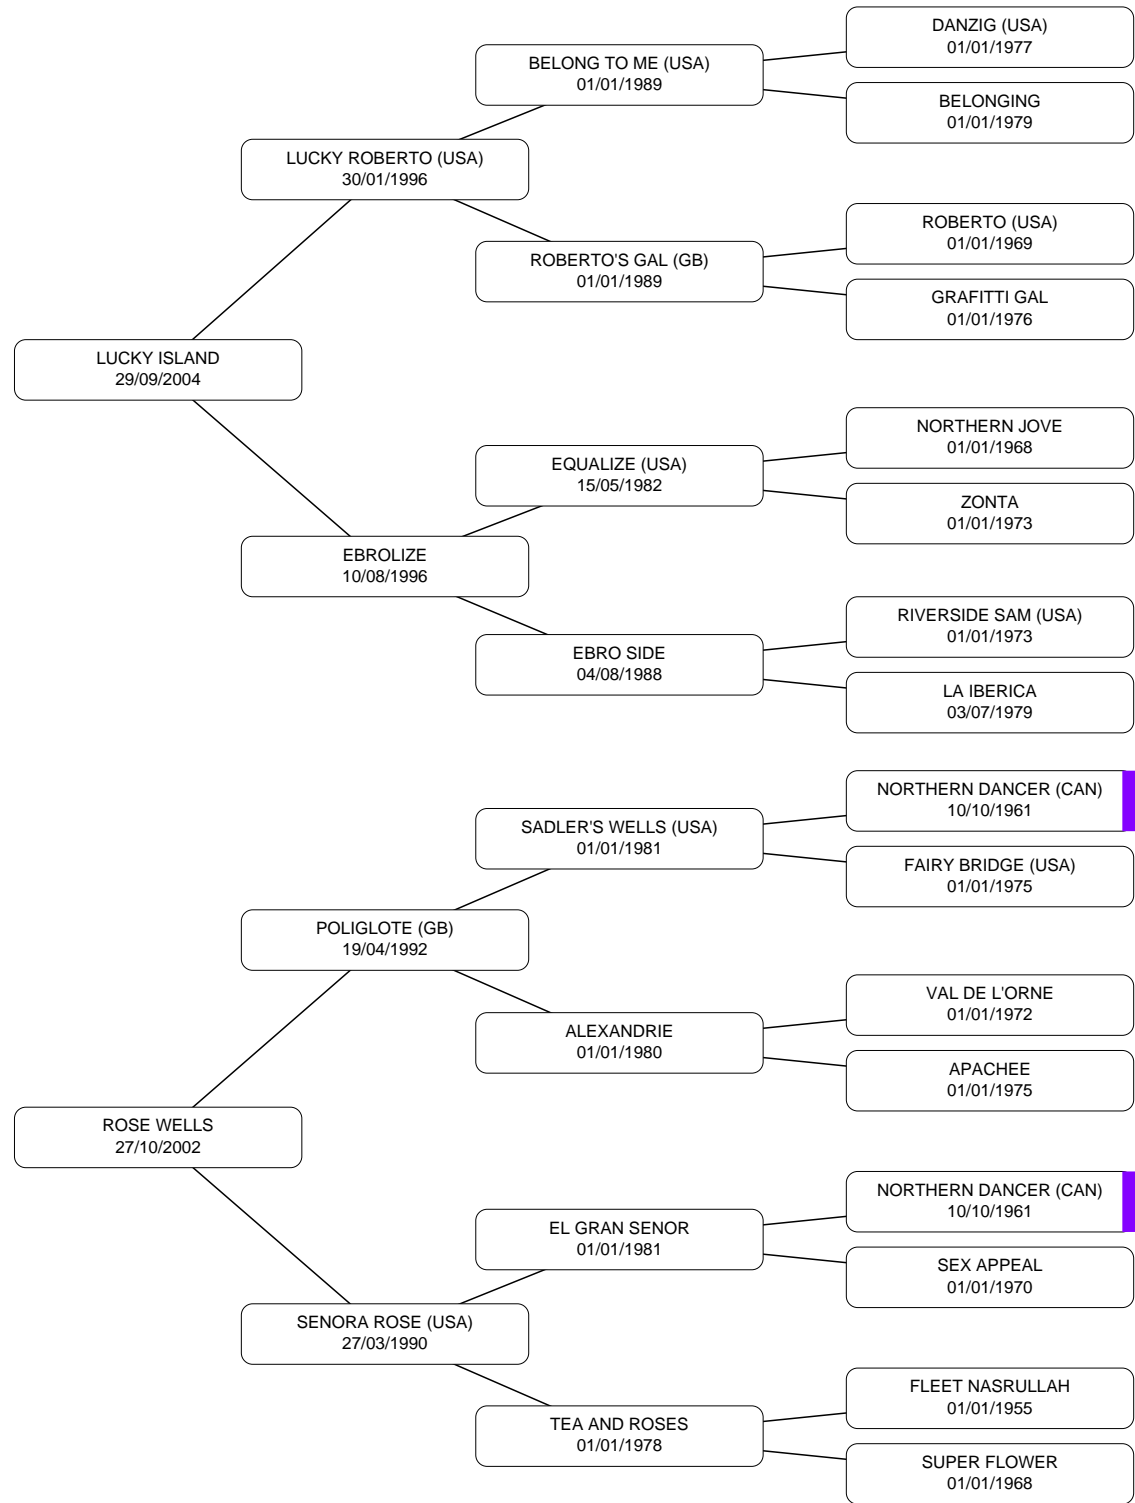 DANZIG (USA)
01/01/1977
BELONG TO ME (USA)
01/01/1989
BELONGING
01/01/1979
LUCKY ROBERTO (USA)
30/01/1996
ROBERTO (USA)
01/01/1969
ROBERTO'S GAL (GB)
01/01/1989
GRAFITTI GAL
01/01/1976
LUCKY ISLAND
29/09/2004
NORTHERN JOVE
01/01/1968
EQUALIZE (USA)
15/05/1982
ZONTA
01/01/1973
EBROLIZE
10/08/1996
RIVERSIDE SAM (USA)
01/01/1973
EBRO SIDE
04/08/1988
LA IBERICA
03/07/1979
NORTHERN DANCER (CAN)
10/10/1961
SADLER'S WELLS (USA)
01/01/1981
FAIRY BRIDGE (USA)
01/01/1975
POLIGLOTE (GB)
19/04/1992
VAL DE L'ORNE
01/01/1972
ALEXANDRIE
01/01/1980
APACHEE
01/01/1975
ROSE WELLS
27/10/2002
NORTHERN DANCER (CAN)
10/10/1961
EL GRAN SENOR
01/01/1981
SEX APPEAL
01/01/1970
SENORA ROSE (USA)
27/03/1990
FLEET NASRULLAH
01/01/1955
TEA AND ROSES
01/01/1978
SUPER FLOWER
01/01/1968